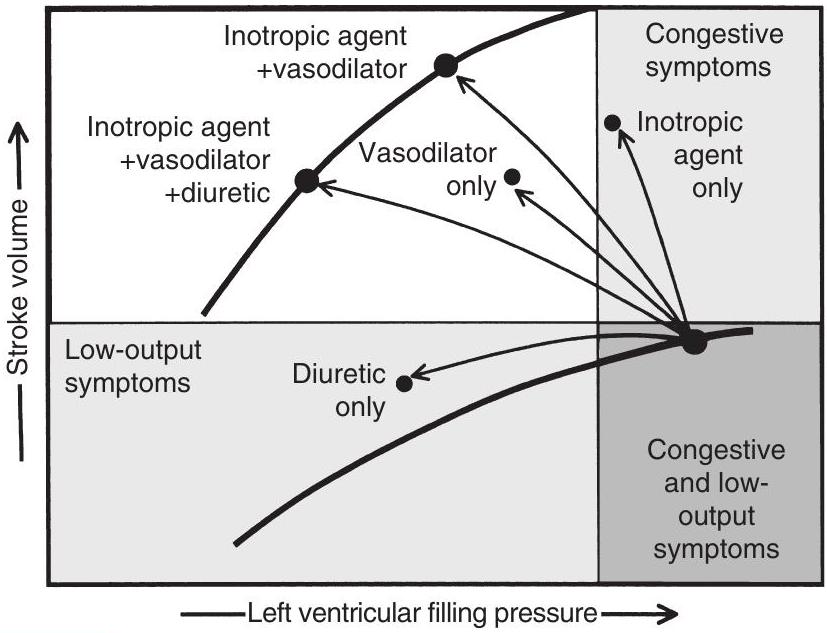 Inotropic agent
+vasodilator
Congestive
symptoms
Inotropic agent
+vasodilator
+diuretic
Vasodilator
only
Inotropic
agent
only
Stroke volume
Low-output
symptoms
Diuretic
only
Congestive
and low-
output
symptoms
Left ventricular filling pressure